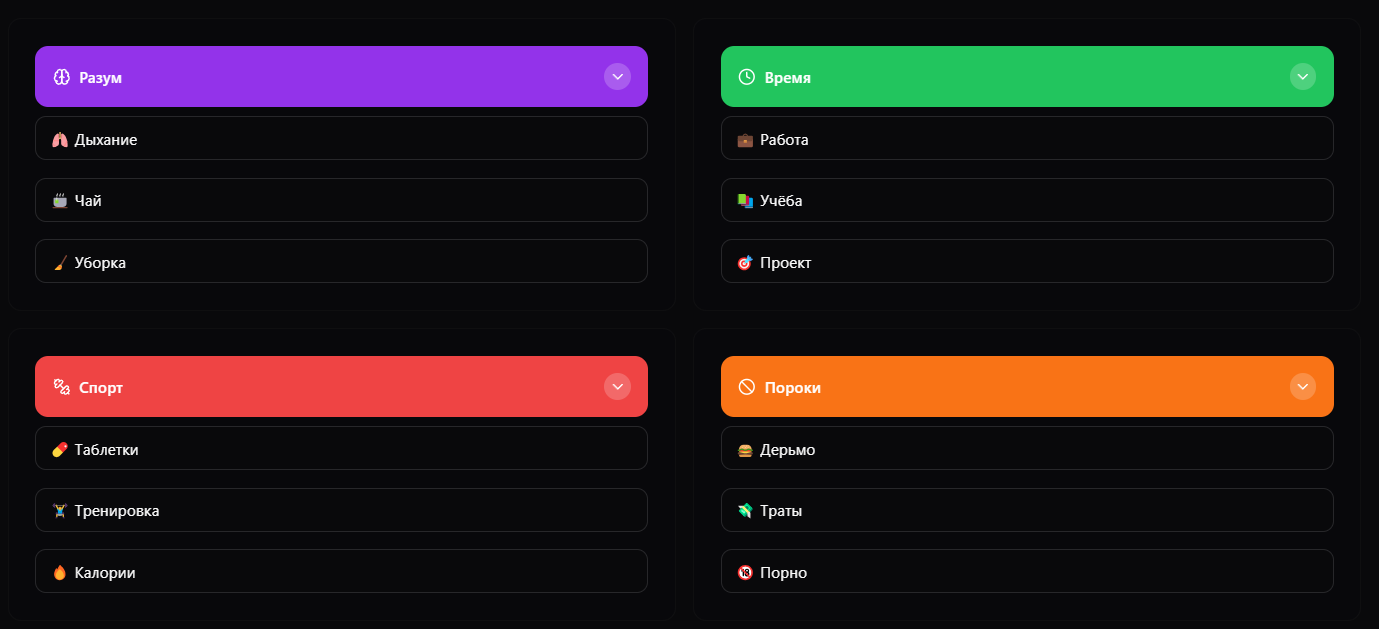 Разум
Дыхание
Чай
Уборка
Время
Работа
Учёба
Проект
Спорт
Таблетки
Тренировка
Калории
Пороки
Дерьмо
Траты
Порно